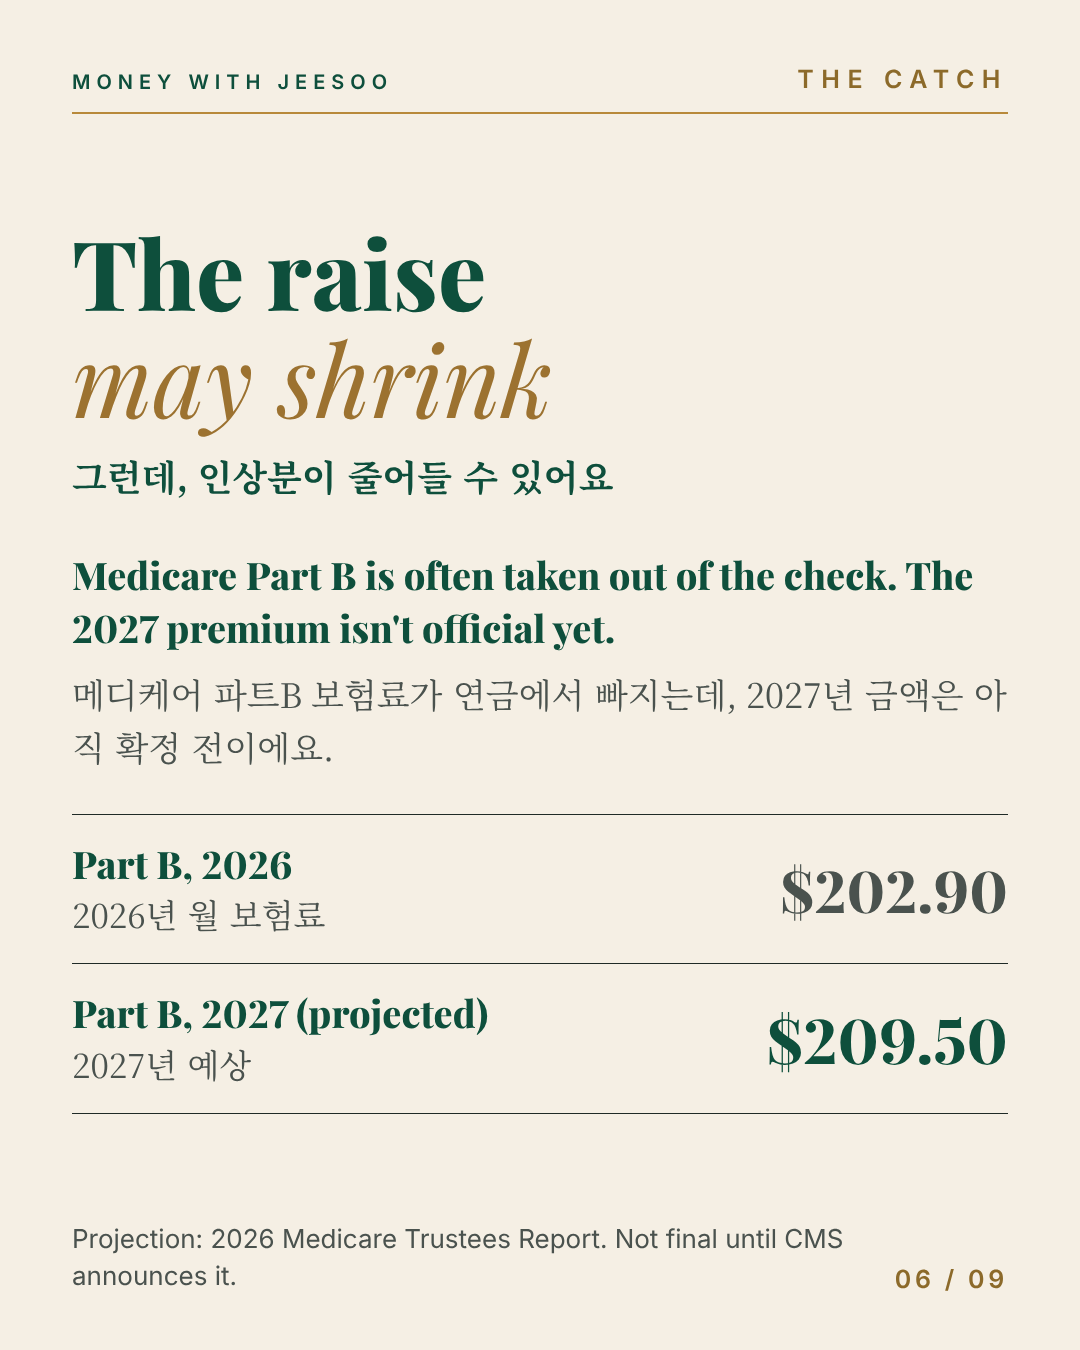 MONEY WITH JEESOO
THE CATCH
The raise
may shrink
그런데, 인상분이 줄어들 수 있어요
Medicare Part B is often taken out of the check. The
2027 premium isn't official yet.
메디케어 파트B 보험료가 연금에서 빠지는데, 2027년 금액은 아
직 확정 전이에요.
Part B, 2026
2026년 월 보험료
$202.90
Part B, 2027 (projected)
2027년 예상
$209.50
Projection: 2026 Medicare Trustees Report. Not final until CMS
announces it.
06 / 09